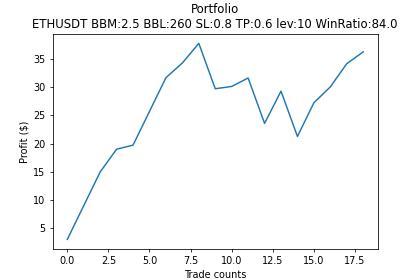 Portfolio
ETHUSDT BBM:2.5 BBL:260 SL:0.8 TP:0.6 lev:10 WinRatio:84.0
Profit ($)
35
30
25
20
15
10
5
0.0 2.5 5.0 7.5 10.0 12.5 15.0 17.5
Trade counts